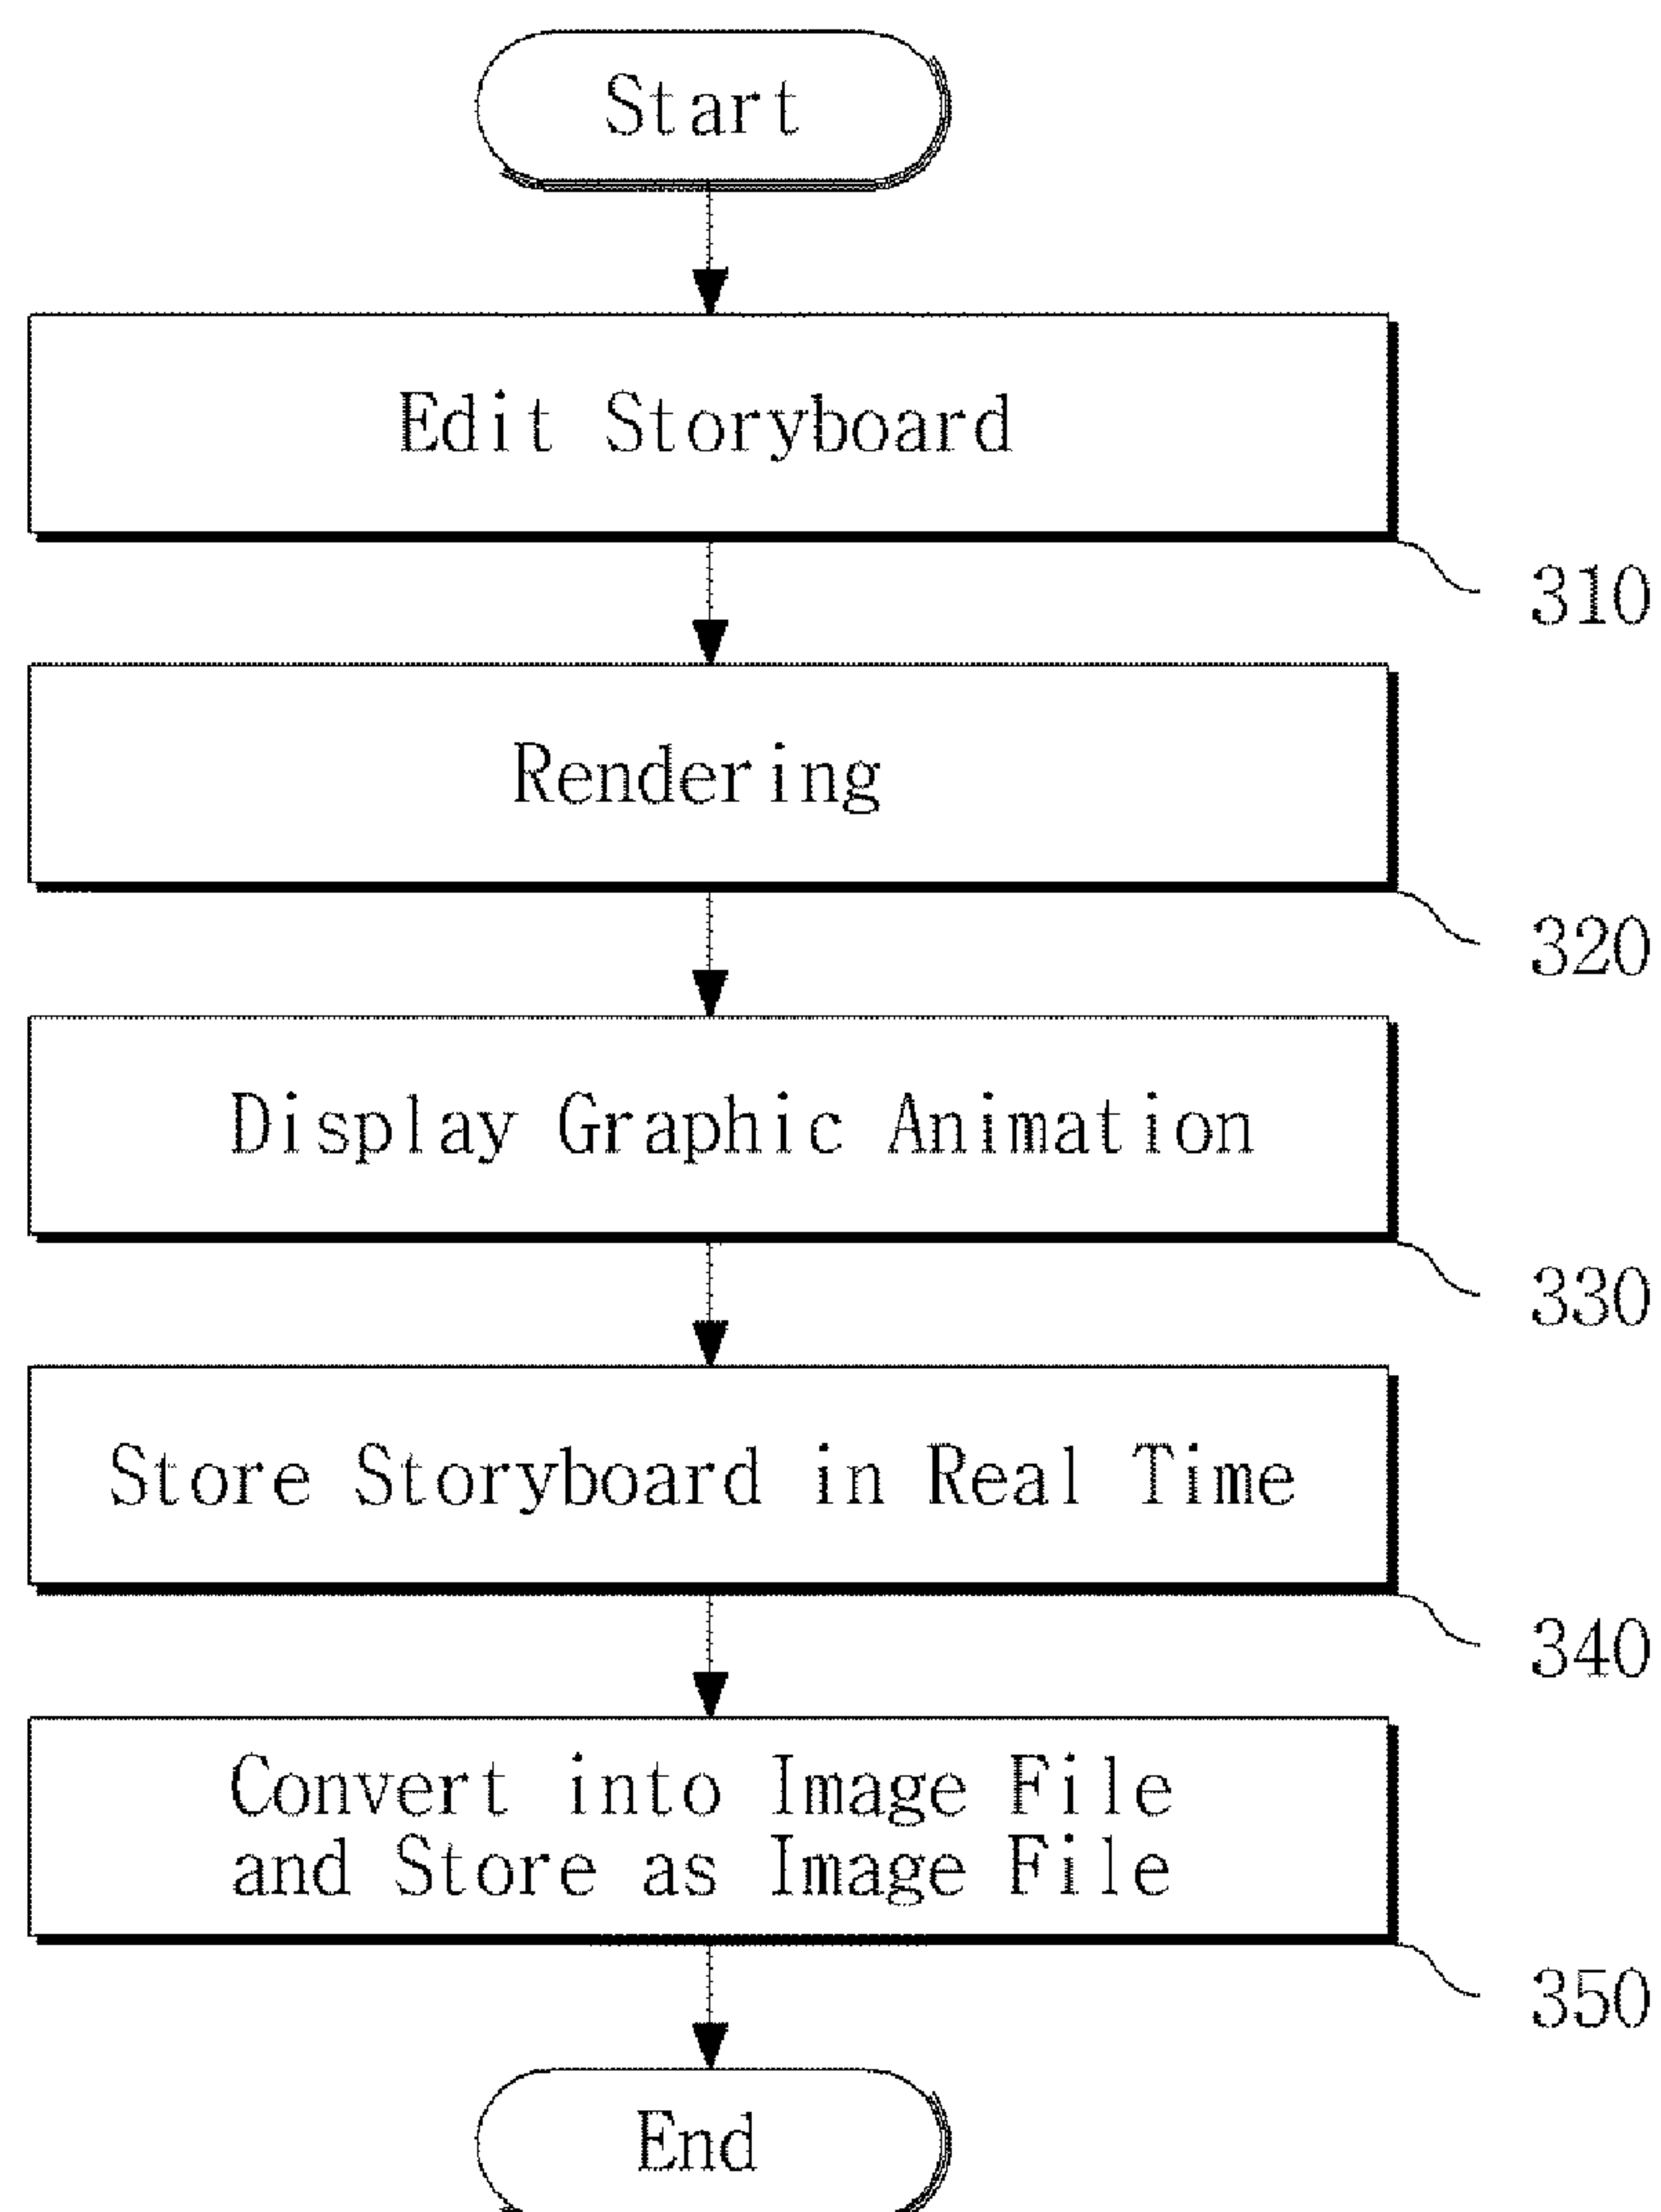 Start
Edit Storyboard
310
Rendering
320
Display Graphic Animation
330
Store Storyboard in Real Time
340
Convert into Image File
and Store as Image File
350
End